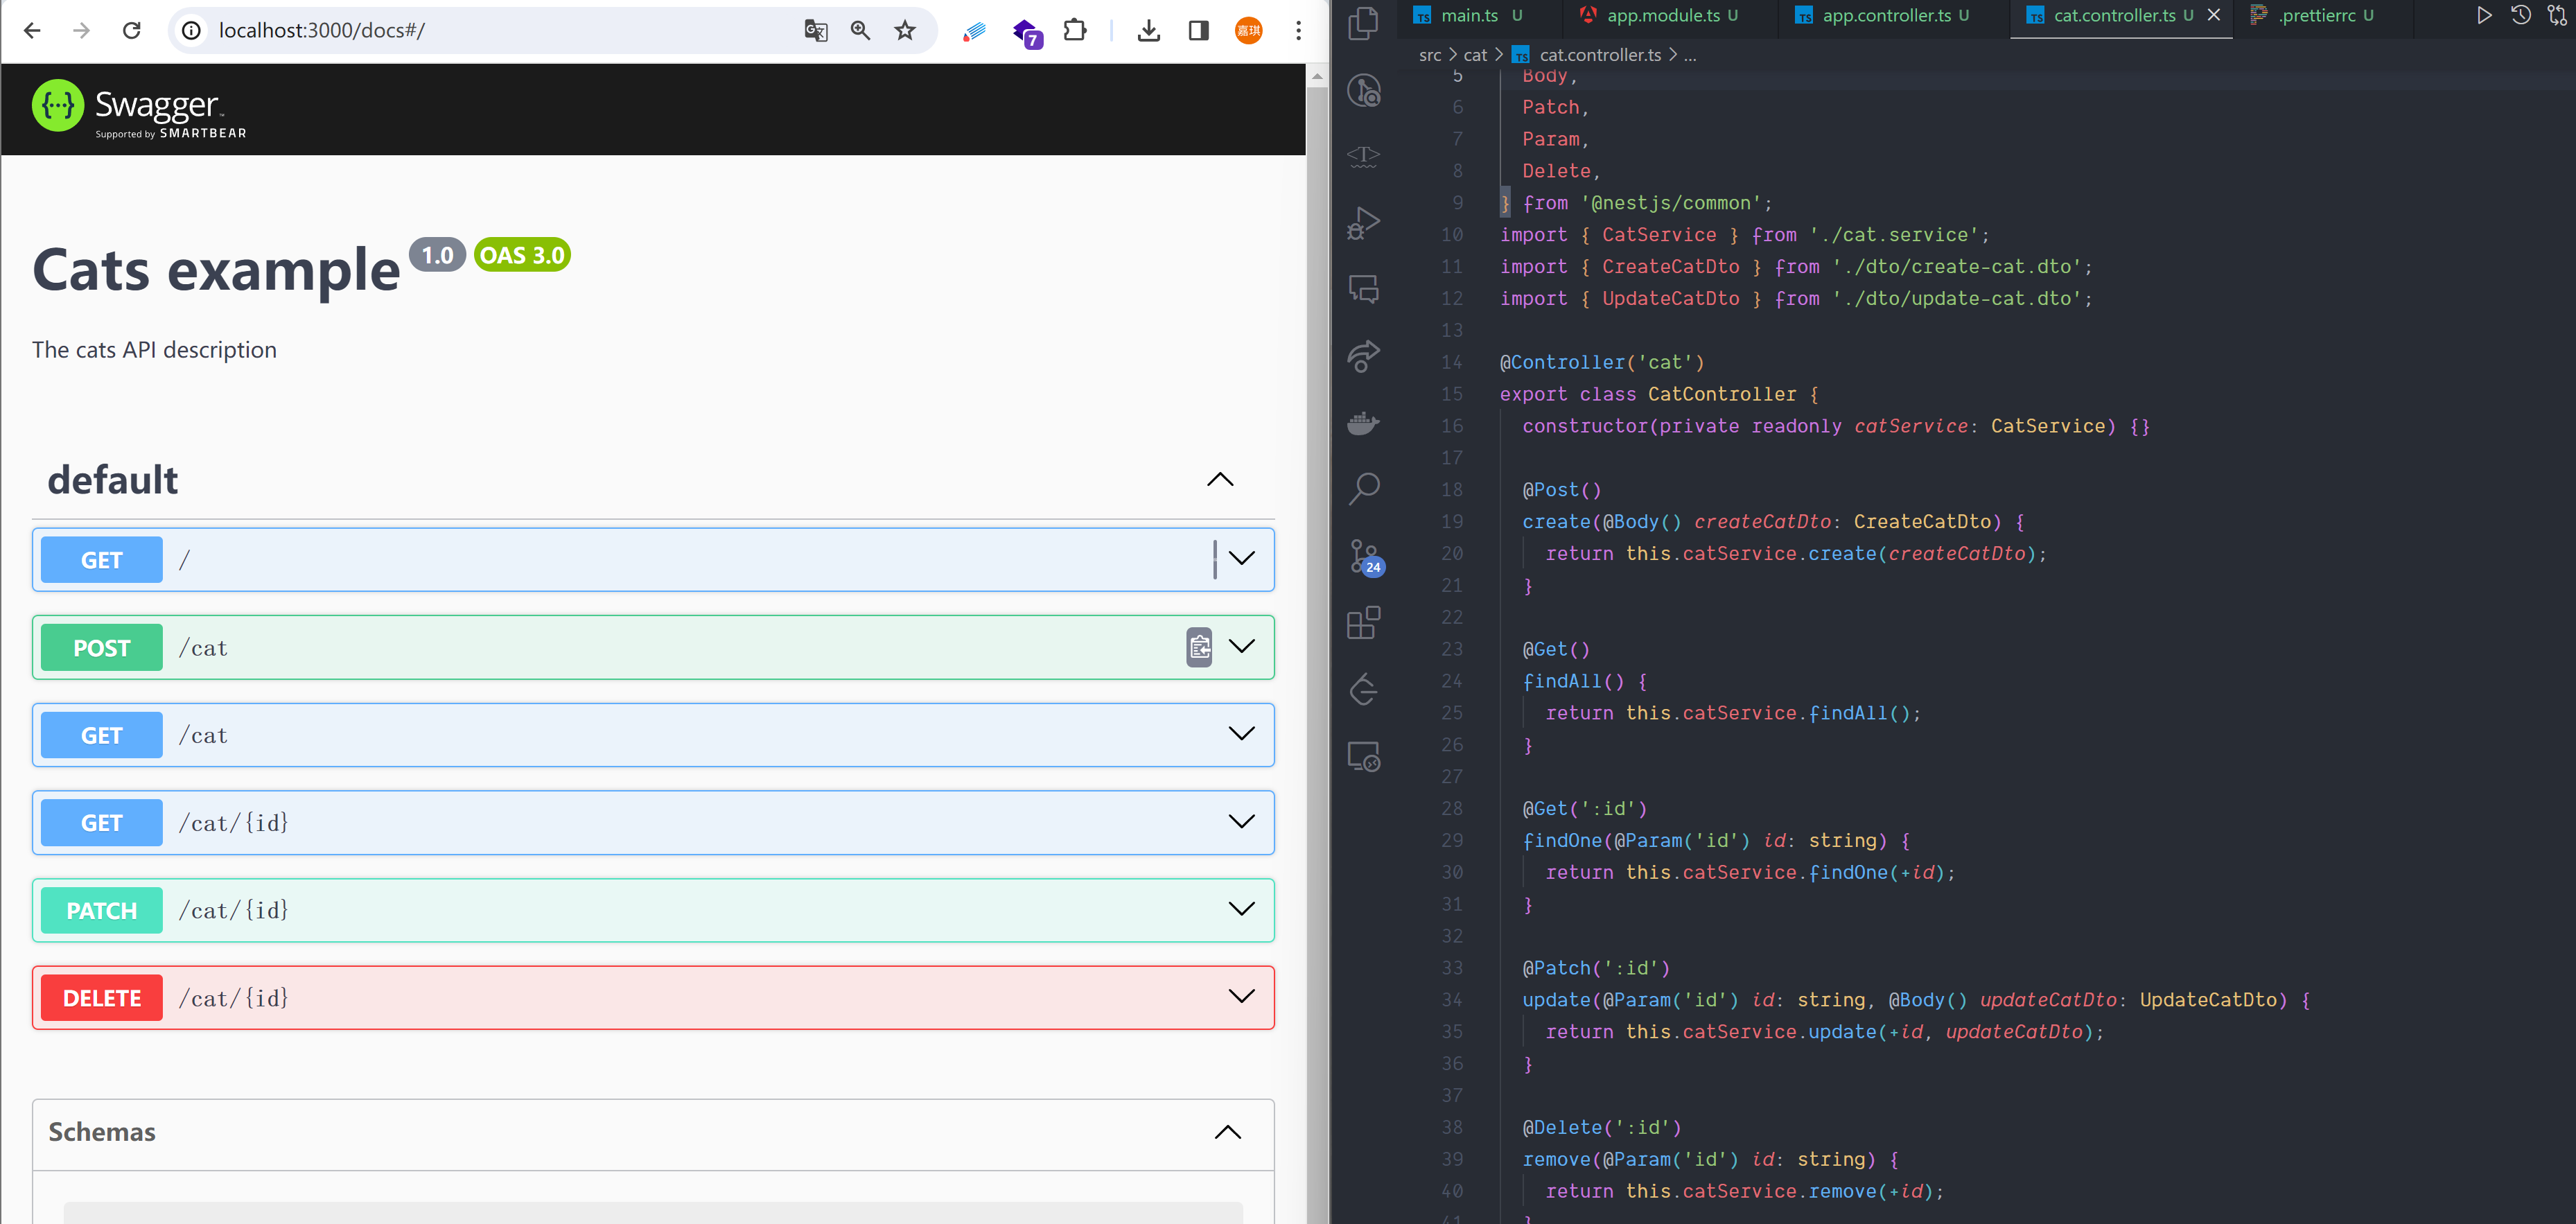 localhost:3000/docs#/
7
嘉琪
Swagger
Supported by SMARTBEAR
Cats example 1.0 OAS 3.0
The cats API description
default
GET /
POST /cat
GET /cat
GET /cat/{id}
PATCH /cat/{id}
DELETE /cat/{id}
Schemas
TS main.ts U
app.module.ts U
TS app.controller.ts U
TS cat.controller.ts U
.prettierrc U
src > cat > TS cat.controller.ts > ...
24
5 Body,
6 Patch,
7 Param,
8 Delete,
9 } from '@nestjs/common';
10 import { CatService } from './cat.service';
11 import { CreateCatDto } from './dto/create-cat.dto';
12 import { UpdateCatDto } from './dto/update-cat.dto';
13
14 @Controller('cat')
15 export class CatController {
16 constructor(private readonly catService: CatService) {}
17
18 @Post()
19 create(@Body() createCatDto: CreateCatDto) {
20 return this.catService.create(createCatDto);
21 }
22
23 @Get()
24 findAll() {
25 return this.catService.findAll();
26 }
27
28 @Get(':id')
29 findOne(@Param('id') id: string) {
30 return this.catService.findOne(+id);
31 }
32
33 @Patch(':id')
34 update(@Param('id') id: string, @Body() updateCatDto: UpdateCatDto) {
35 return this.catService.update(+id, updateCatDto);
36 }
37
38 @Delete(':id')
39 remove(@Param('id') id: string) {
40 return this.catService.remove(+id);
41 }